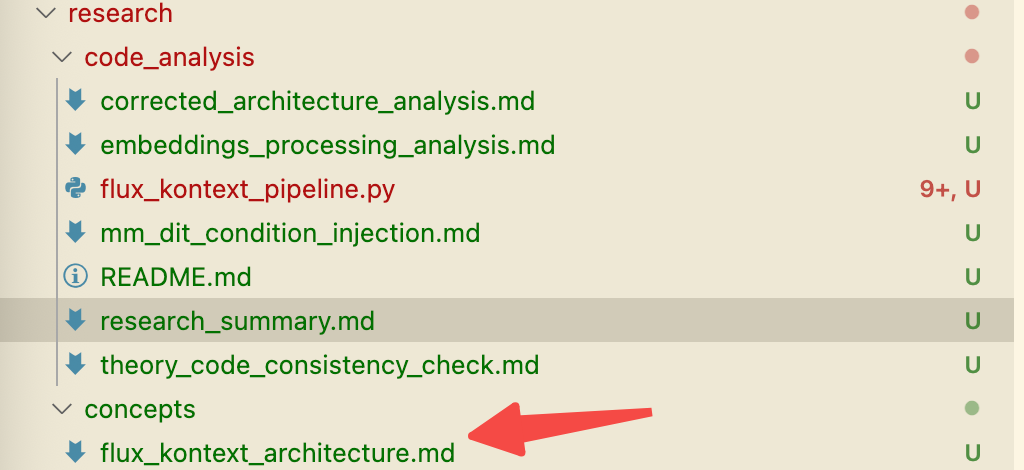 research
code_analysis
corrected_architecture_analysis.md U
embeddings_processing_analysis.md U
flux_kontext_pipeline.py 9+, U
mm_dit_condition_injection.md U
README.md U
research_summary.md U
theory_code_consistency_check.md U
concepts
flux_kontext_architecture.md U